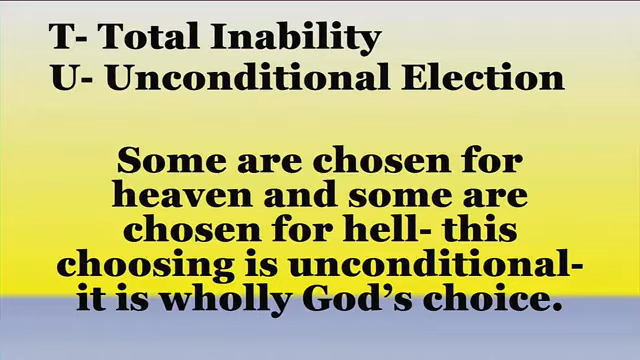 T- Total Inability
U- Unconditional Election
Some are chosen for
heaven and some are
chosen for hell- this
choosing is unconditional-
it is wholly God's choice.